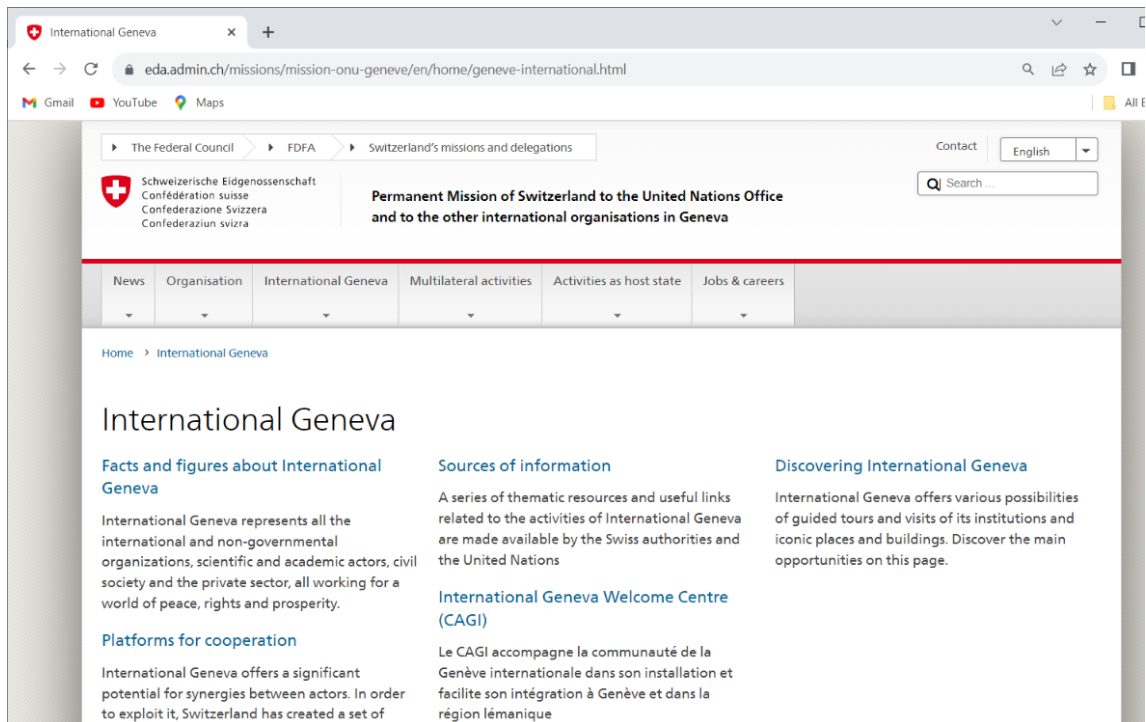 International Geneva
eda.admin.ch/missions/mission-onu-geneve/en/home/geneve-international.html
Gmail YouTube Maps
The Federal Council FDFA Switzerland's missions and delegations
Contact English
Schweizerische Eidgenossenschaft
Confédération suisse
Confederazione Svizzera
Confederaziun svizra
Permanent Mission of Switzerland to the United Nations Office
and to the other international organisations in Geneva
Search ...
News Organisation International Geneva Multilateral activities Activities as host state Jobs & careers
Home International Geneva
International Geneva
Facts and figures about International
Geneva
International Geneva represents all the
international and non-governmental
organizations, scientific and academic actors, civil
society and the private sector, all working for a
world of peace, rights and prosperity.
Platforms for cooperation
International Geneva offers a significant
potential for synergies between actors. In order
to exploit it, Switzerland has created a set of
Sources of information
A series of thematic resources and useful links
related to the activities of International Geneva
are made available by the Swiss authorities and
the United Nations
International Geneva Welcome Centre
(CAGI)
Le CAGI accompagne la communauté de la
Genève internationale dans son installation et
facilite son intégration à Genève et dans la
région lémanique
Discovering International Geneva
International Geneva offers various possibilities
of guided tours and visits of its institutions and
iconic places and buildings. Discover the main
opportunities on this page.